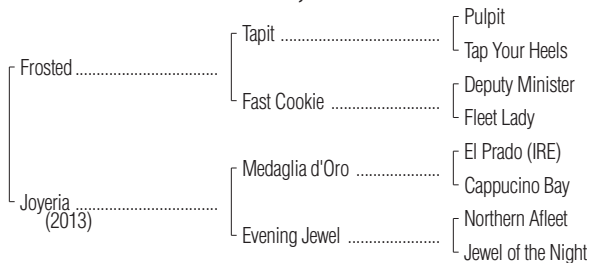 Pulpit
Tapit
Tap Your Heels
Frosted
Deputy Minister
Fast Cookie
Fleet Lady
El Prado (IRE)
Medaglia d'Oro
Cappucino Bay
Joyeria
(2013)
Northern Afleet
Evening Jewel
Jewel of the Night